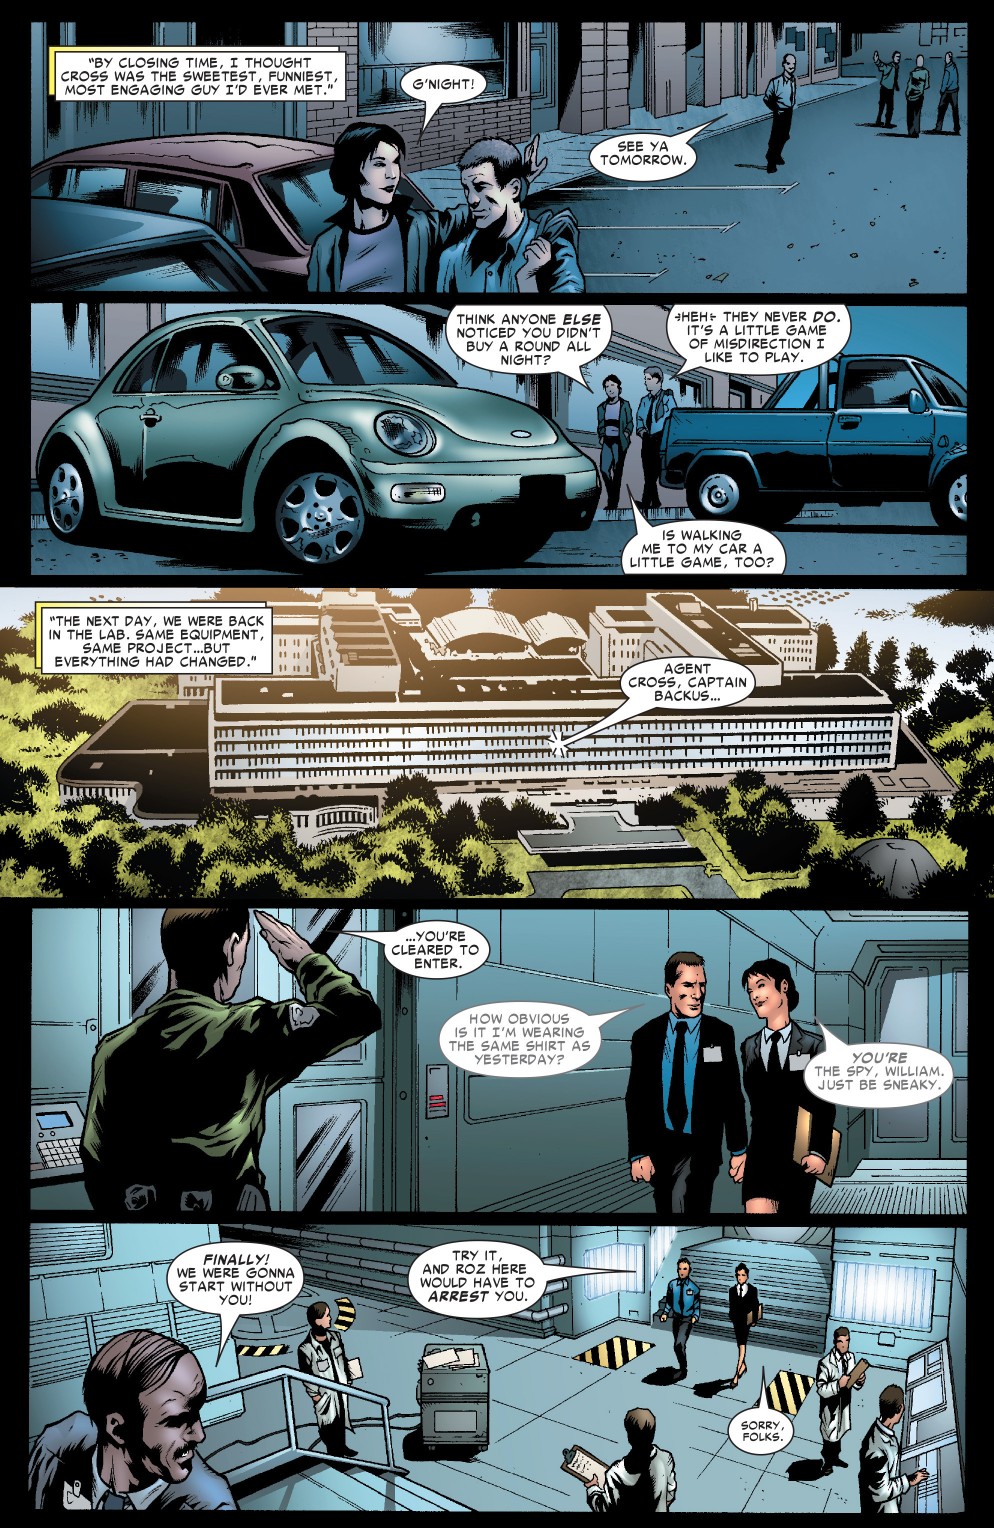 "BY CLOSING TIME, I THOUGHT
CROSS WAS THE SWEETEST, FUNNIEST,
MOST ENGAGING GUY I'D EVER MET."
G'NIGHT!
SEE YA
TOMORROW.
THINK ANYONE ELSE
NOTICED YOU DIDN'T
BUY A ROUND ALL
NIGHT?
HEH THEY NEVER DO.
IT'S A LITTLE GAME
OF MISDIRECTION I
LIKE TO PLAY.
IS WALKING
ME TO MY CAR A
LITTLE GAME, TOO?
"THE NEXT DAY, WE WERE BACK
IN THE LAB. SAME EQUIPMENT,
SAME PROJECT...BUT
EVERYTHING HAD CHANGED."
AGENT
CROSS, CAPTAIN
BACKUS...
...YOU'RE
CLEARED TO
ENTER.
HOW OBVIOUS
IS IT I'M WEARING
THE SAME SHIRT AS
YESTERDAY?
YOU'RE
THE SPY, WILLIAM.
JUST BE SNEAKY.
FINALLY!
WE WERE GONNA
START WITHOUT
YOU!
TRY IT,
AND ROZ HERE
WOULD HAVE TO
ARREST YOU.
SORRY,
FOLKS.